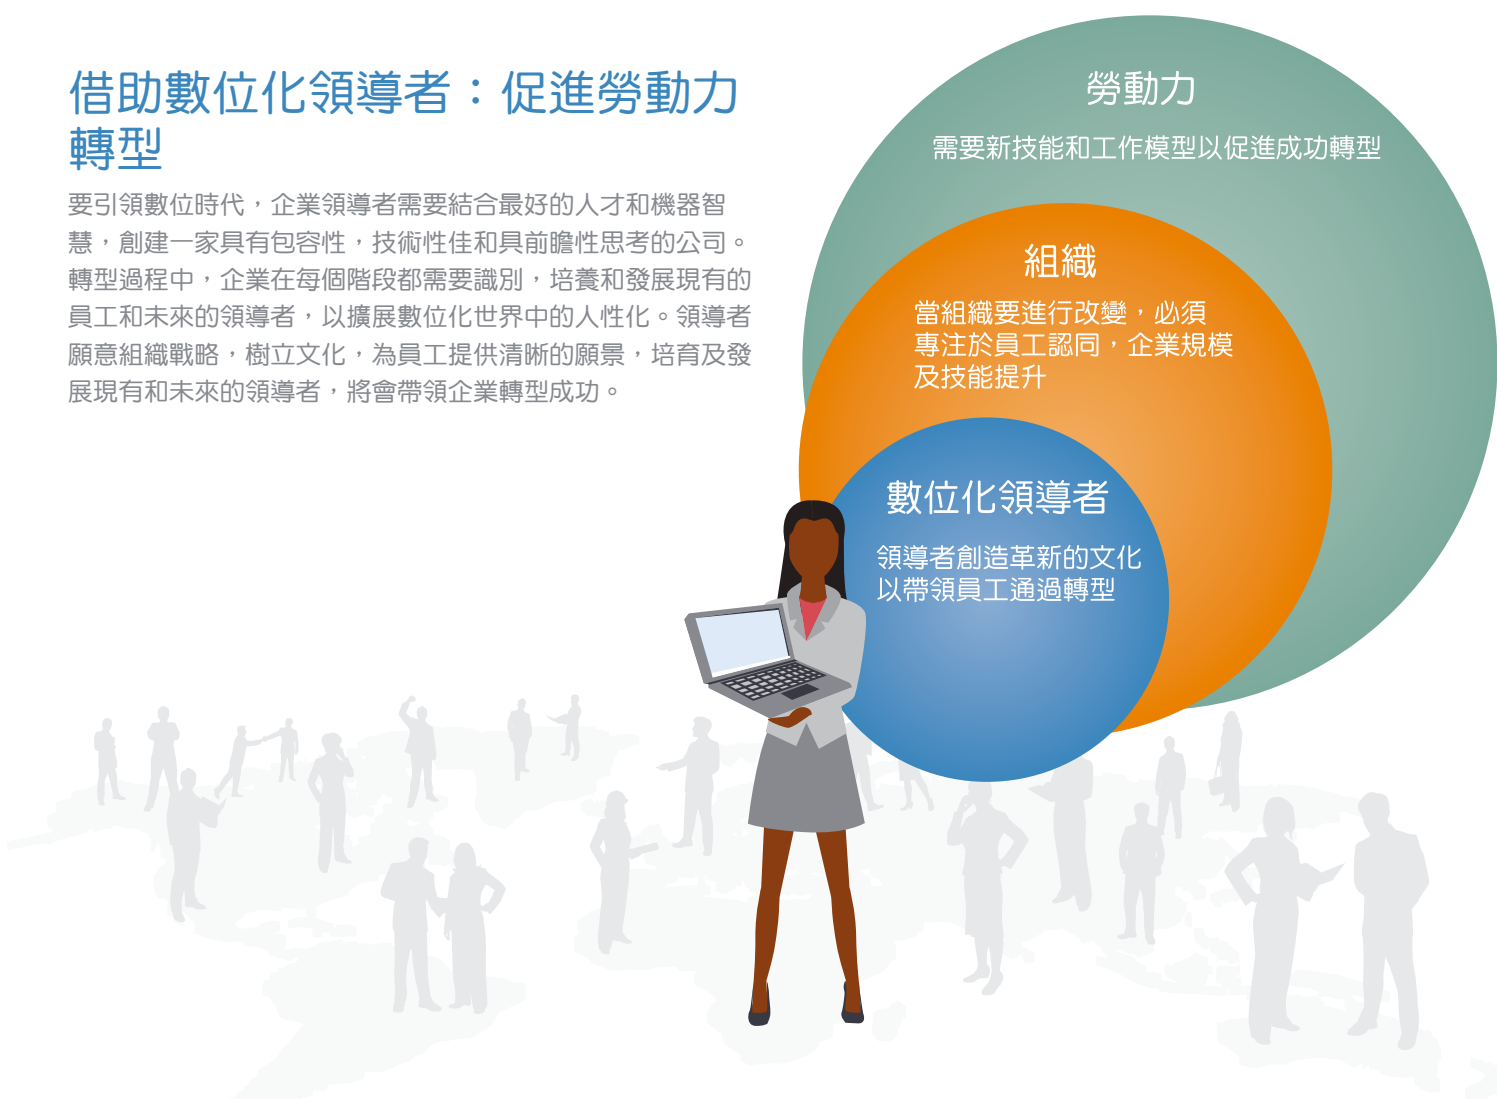 借助數位化領導者：促進勞動力
轉型
要引領數位時代，企業領導者需要結合最好的人才和機器智
慧，創建一家具有包容性，技術性佳和具前瞻性思考的公司。
轉型過程中，企業在每個階段都需要識別，培養和發展現有的
員工和未來的領導者，以擴展數位化世界中的人性化。領導者
願意組織戰略，樹立文化，為員工提供清晰的願景，培育及發
展現有和未來的領導者，將會帶領企業轉型成功。
勞動力
需要新技能和工作模型以促進成功轉型
組織
當組織要進行改變，必須
專注於員工認同，企業規模
及技能提升
數位化領導者
領導者創造革新的文化
以帶領員工通過轉型